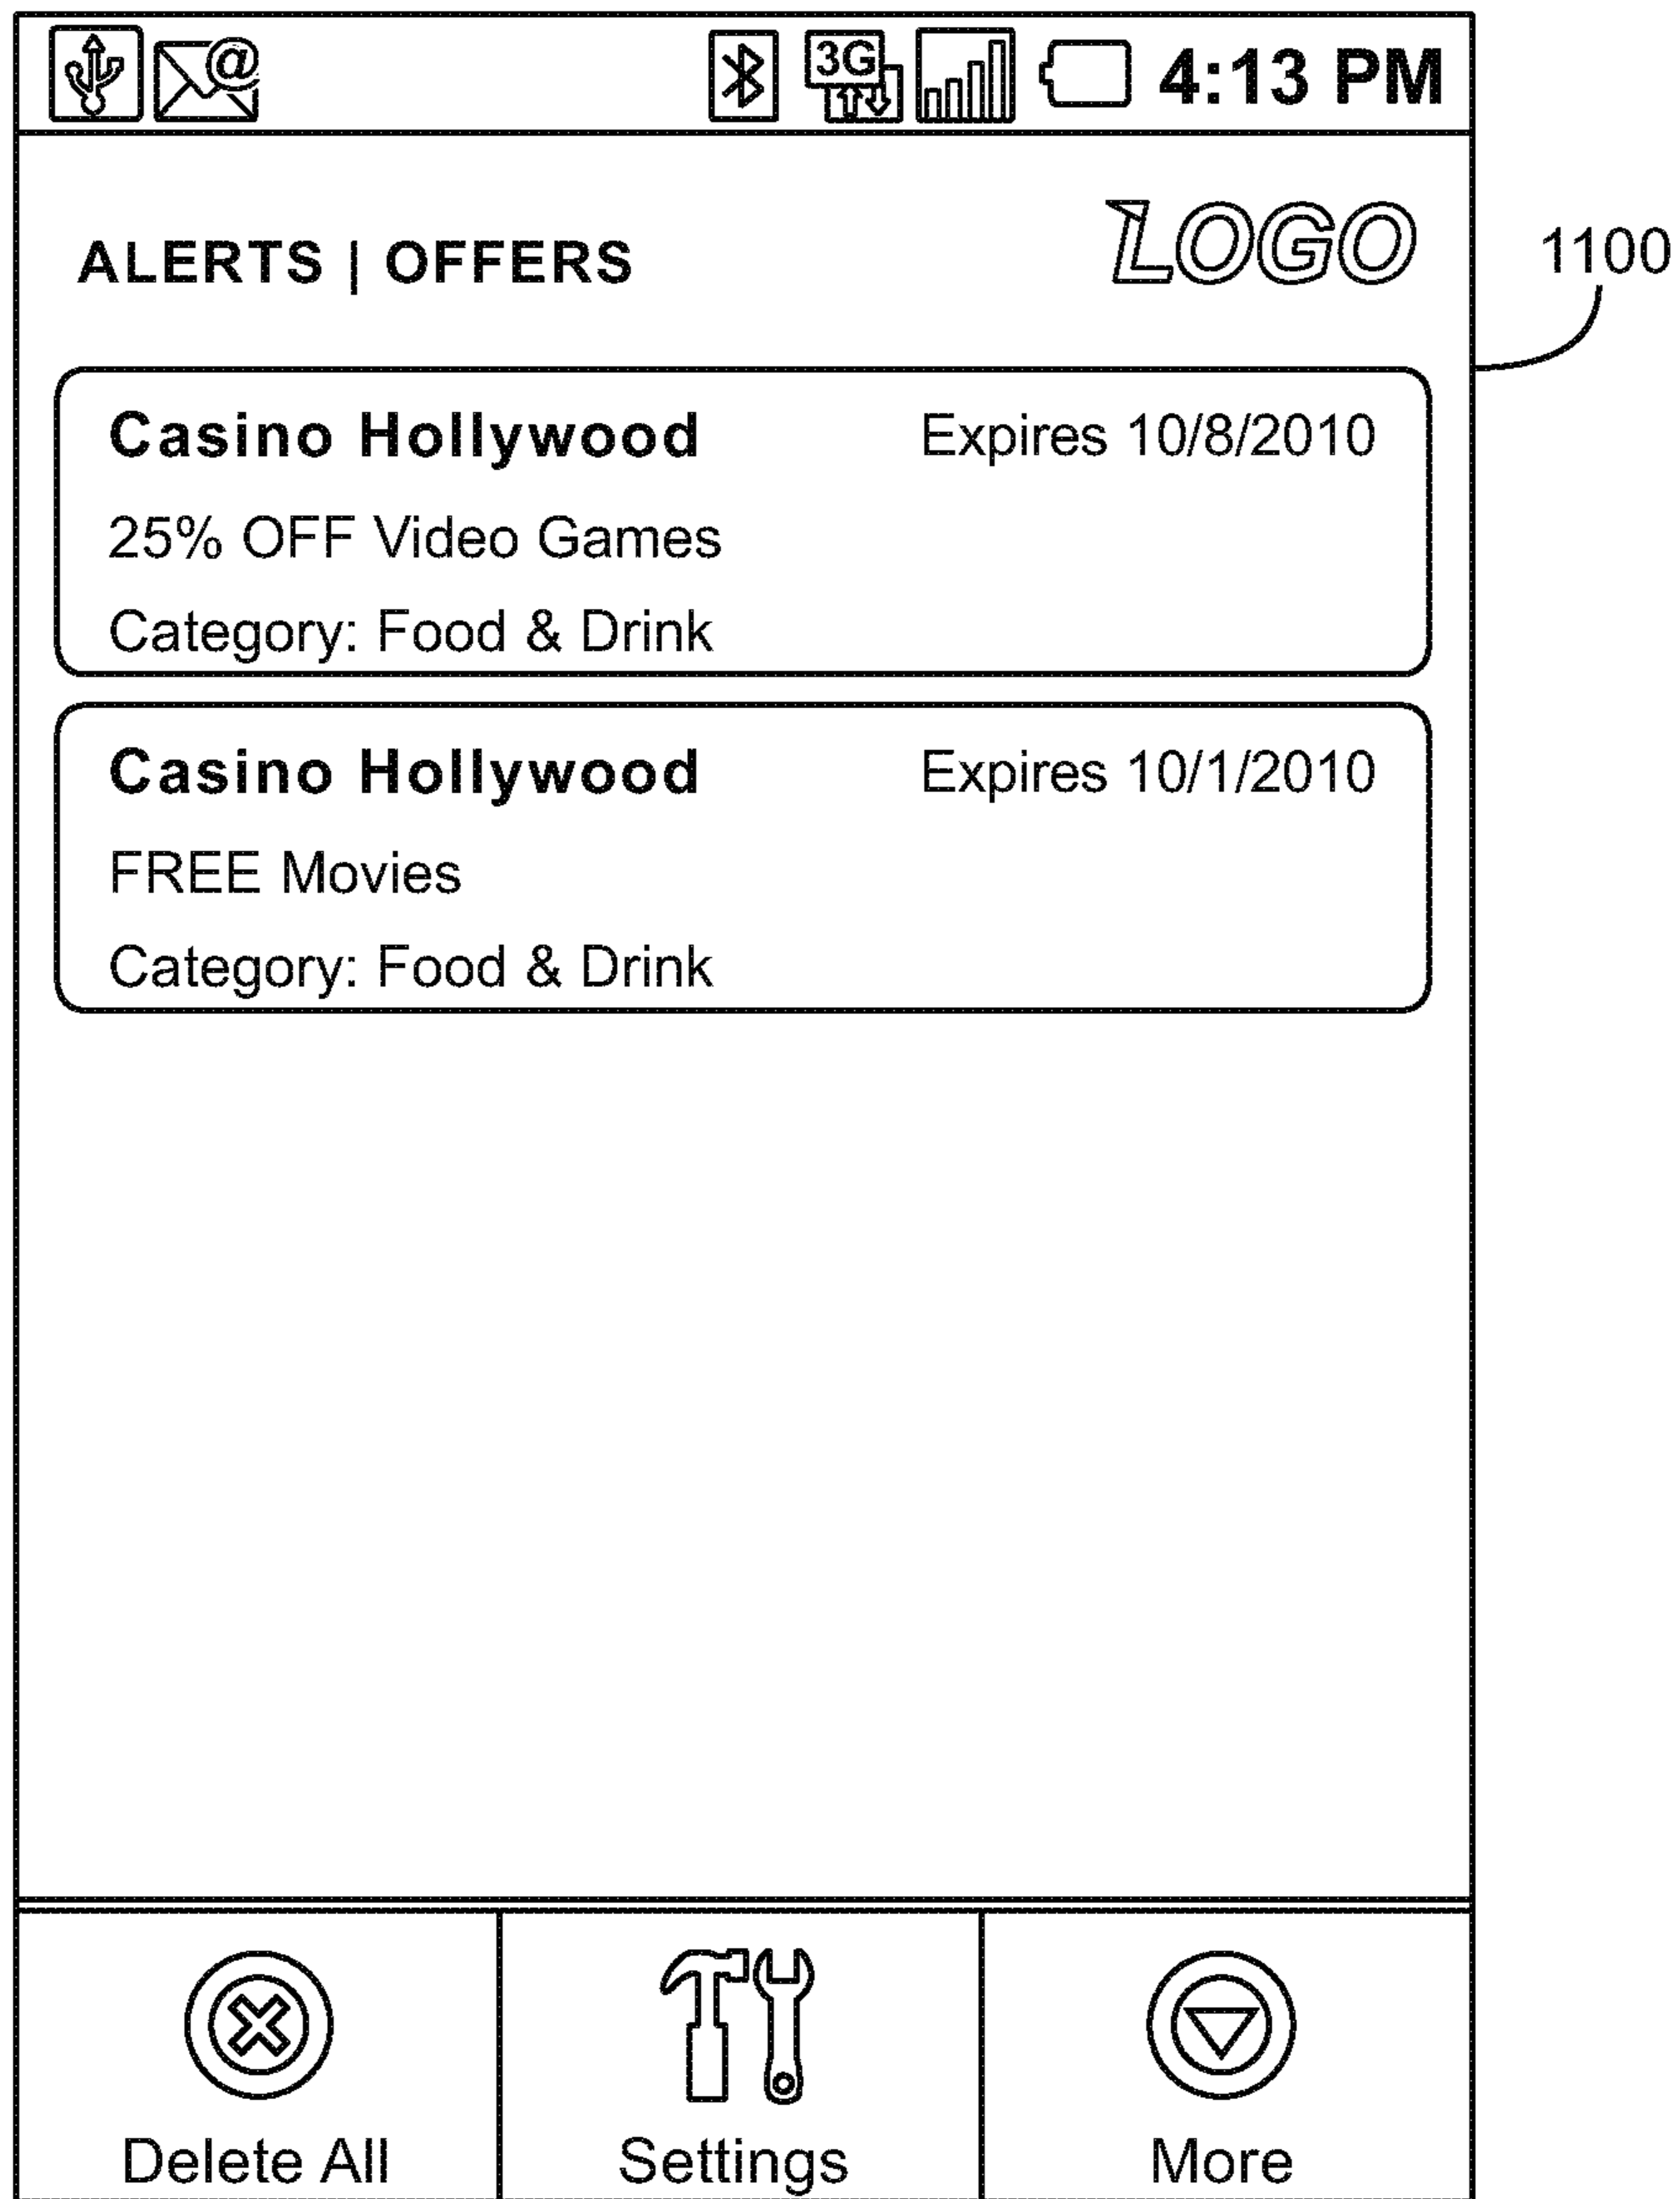 @ 3G 4:13 PM
ALERTS | OFFERS LOGO
1100
Casino Hollywood Expires 10/8/2010
25% OFF Video Games
Category: Food & Drink
Casino Hollywood Expires 10/1/2010
FREE Movies
Category: Food & Drink
Delete All Settings More